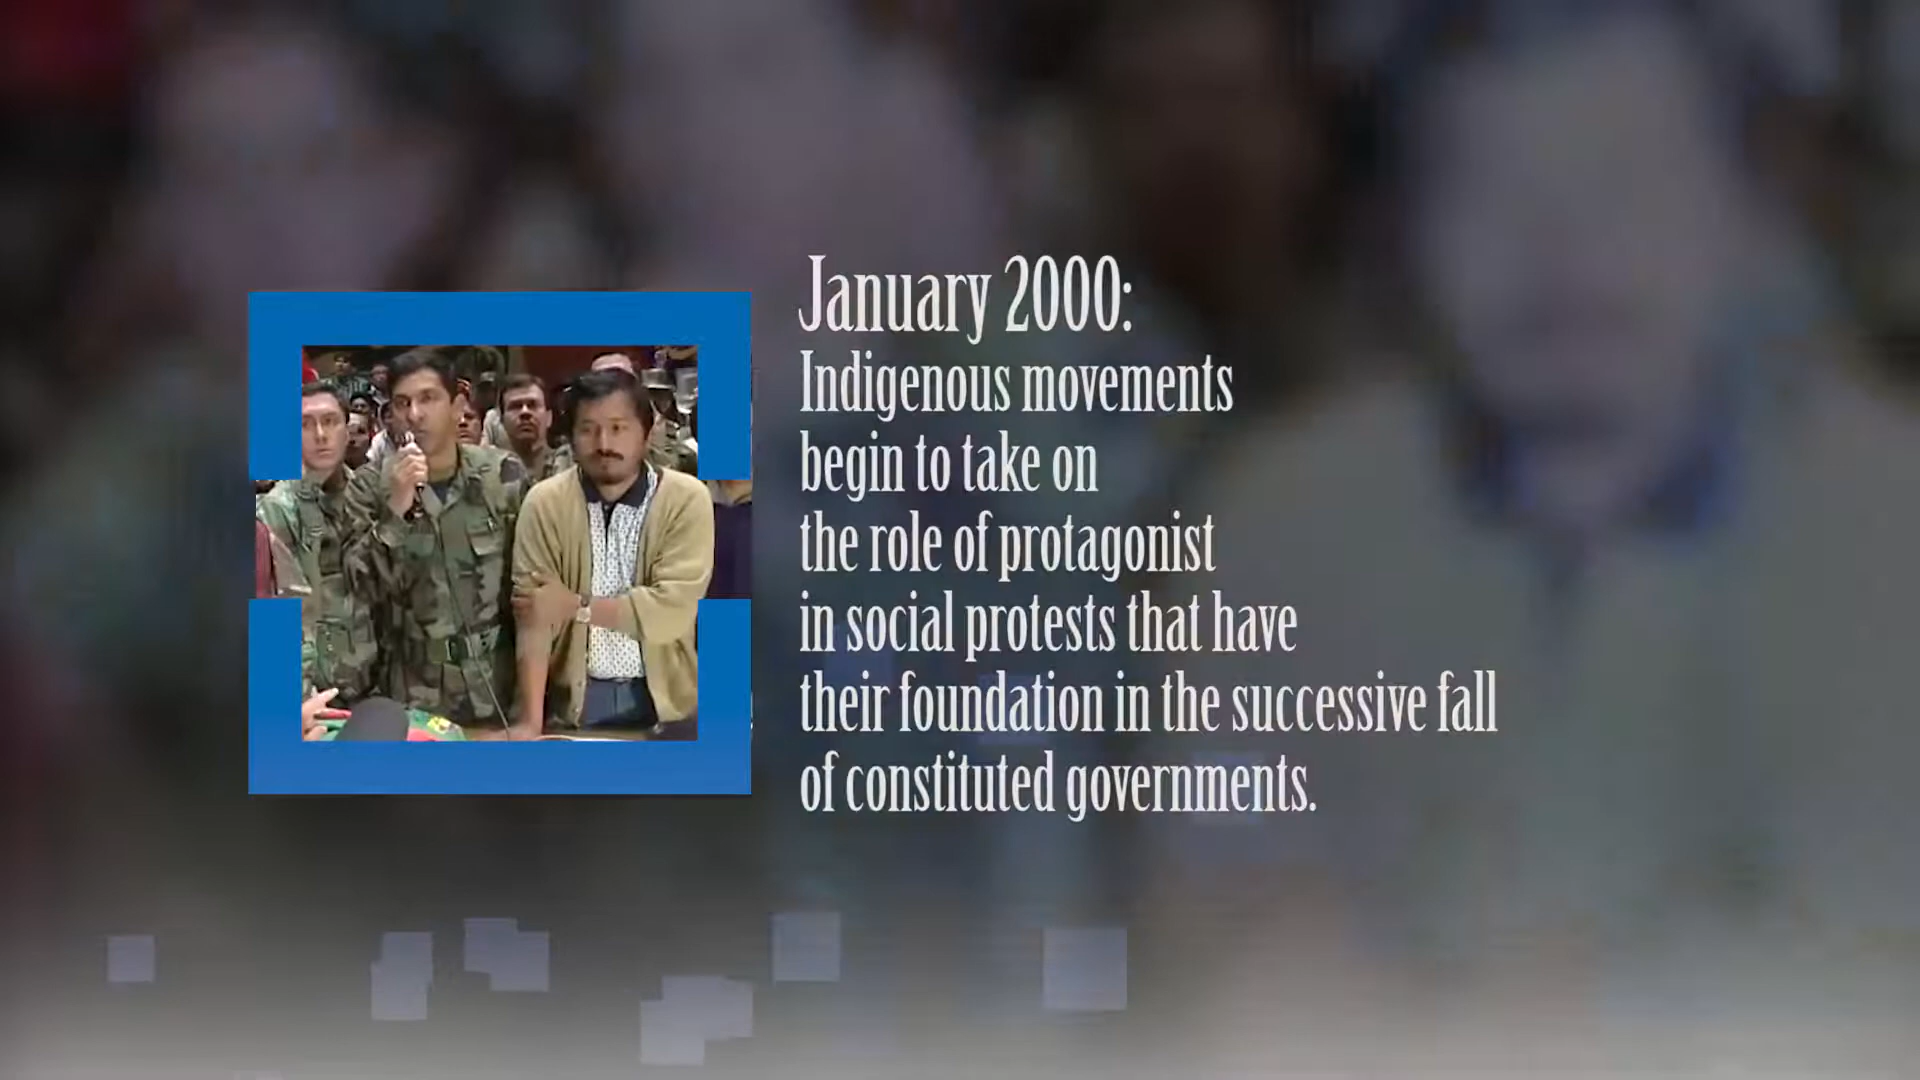 January 2000:
Indigenous movements
begin to take on
the role of protagonist
in social protests that have
their foundation in the successive fall
of constituted governments.